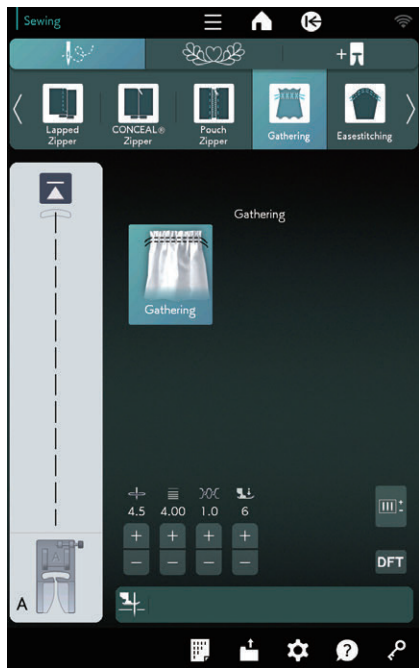 Sewing
Lapped
Zipper
CONCEAL®
Zipper
Pouch
Zipper
Gathering
Easestitching
Gathering
Gathering
4.5 4.00 1.0 6
+ + + +
− − − −
DFT
A